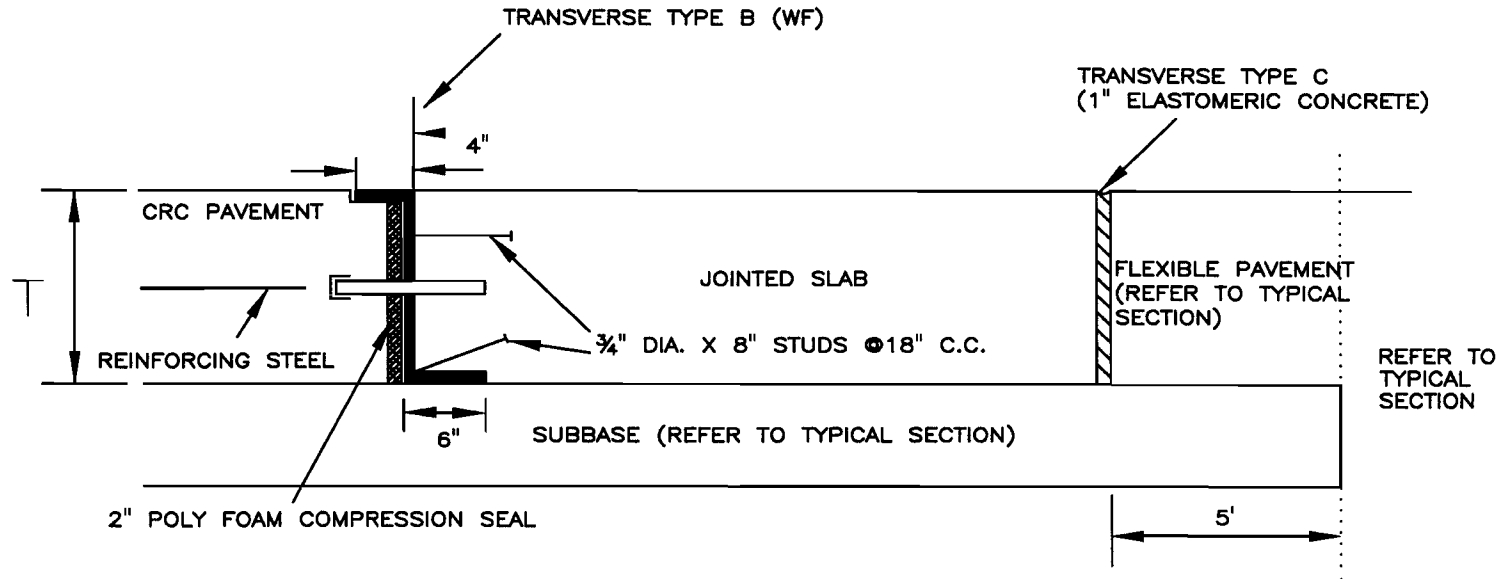 TRANSVERSE TYPE B (WF)
TRANSVERSE TYPE C
(1" ELASTOMERIC CONCRETE)
4"
CRC PAVEMENT
T
JOINTED SLAB
FLEXIBLE PAVEMENT
(REFER TO TYPICAL
SECTION)
REINFORCING STEEL
¾" DIA. X 8" STUDS @18" C.C.
REFER TO
TYPICAL
SECTION
6"
SUBBASE (REFER TO TYPICAL SECTION)
2" POLY FOAM COMPRESSION SEAL
5'